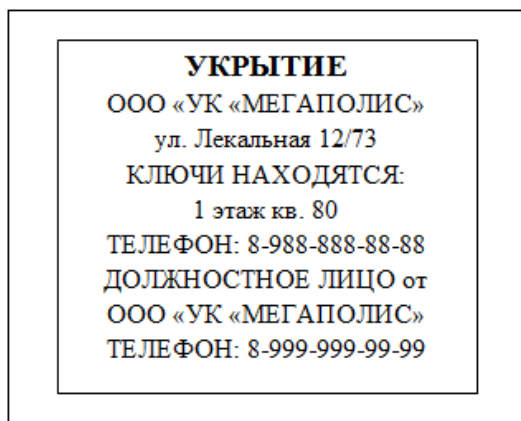 УКРЫТИЕ
ООО «УК «МЕГАПОЛИС»
ул. Лекальная 12/73
КЛЮЧИ НАХОДЯТСЯ:
1 этаж кв. 80
ТЕЛЕФОН: 8-988-888-88-88
ДОЛЖНОСТНОЕ ЛИЦО от
ООО «УК «МЕГАПОЛИС»
ТЕЛЕФОН: 8-999-999-99-99